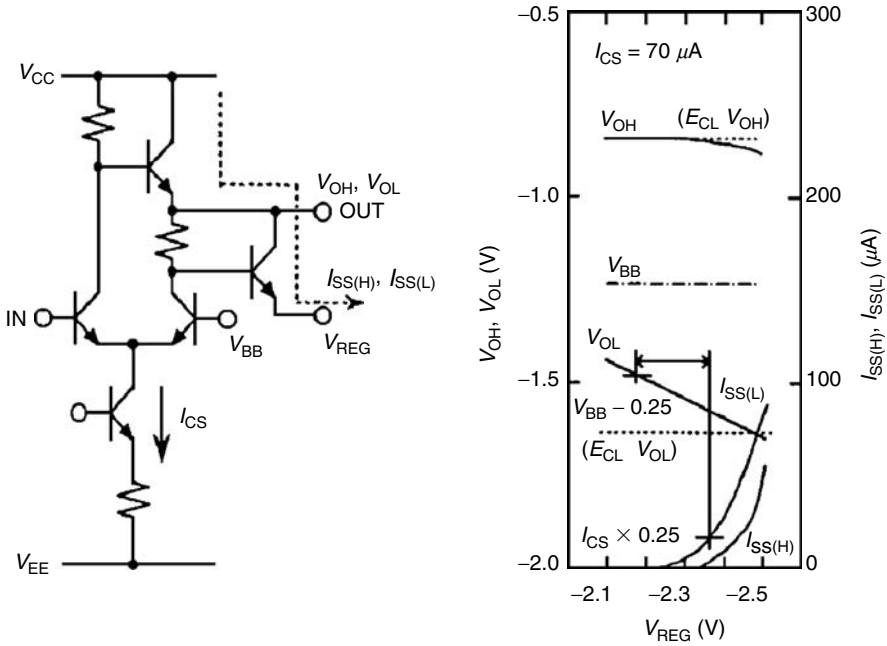 V_CC
V_OH, V_OL
OUT
I_SS(H), I_SS(L)
IN
V_BB
V_REG
I_CS
V_EE
−0.5
300
I_CS = 70 μA
V_OH
(E_CL V_OH)
−1.0
200
V_BB
V_OH, V_OL (V)
I_SS(H), I_SS(L) (μA)
V_OL
−1.5
100
I_SS(L)
V_BB − 0.25
(E_CL V_OL)
I_CS × 0.25
I_SS(H)
−2.0
0
−2.1
−2.3
−2.5
V_REG (V)